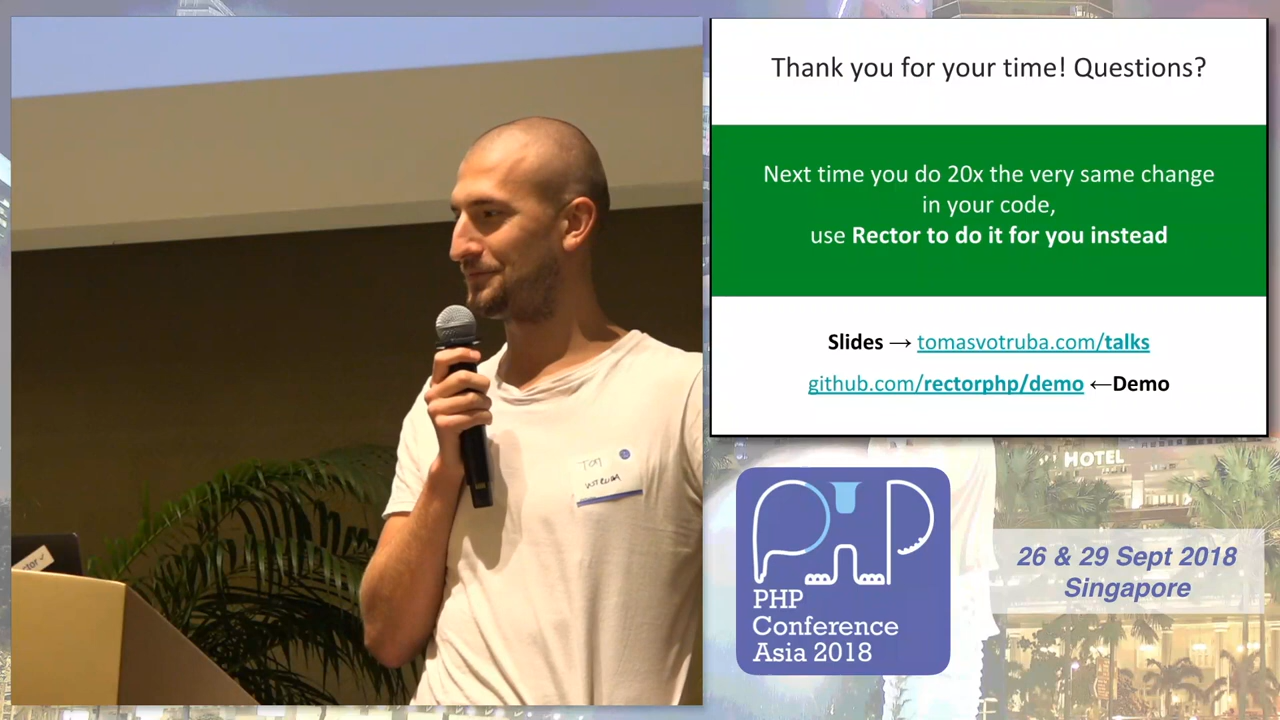 Thank you for your time! Questions?
Next time you do 20x the very same change
in your code,
use Rector to do it for you instead
Slides → tomasvotruba.com/talks
github.com/rectorphp/demo ←Demo
TOM
HOTEL
PHP
Conference
Asia 2018
26 & 29 Sept 2018
Singapore